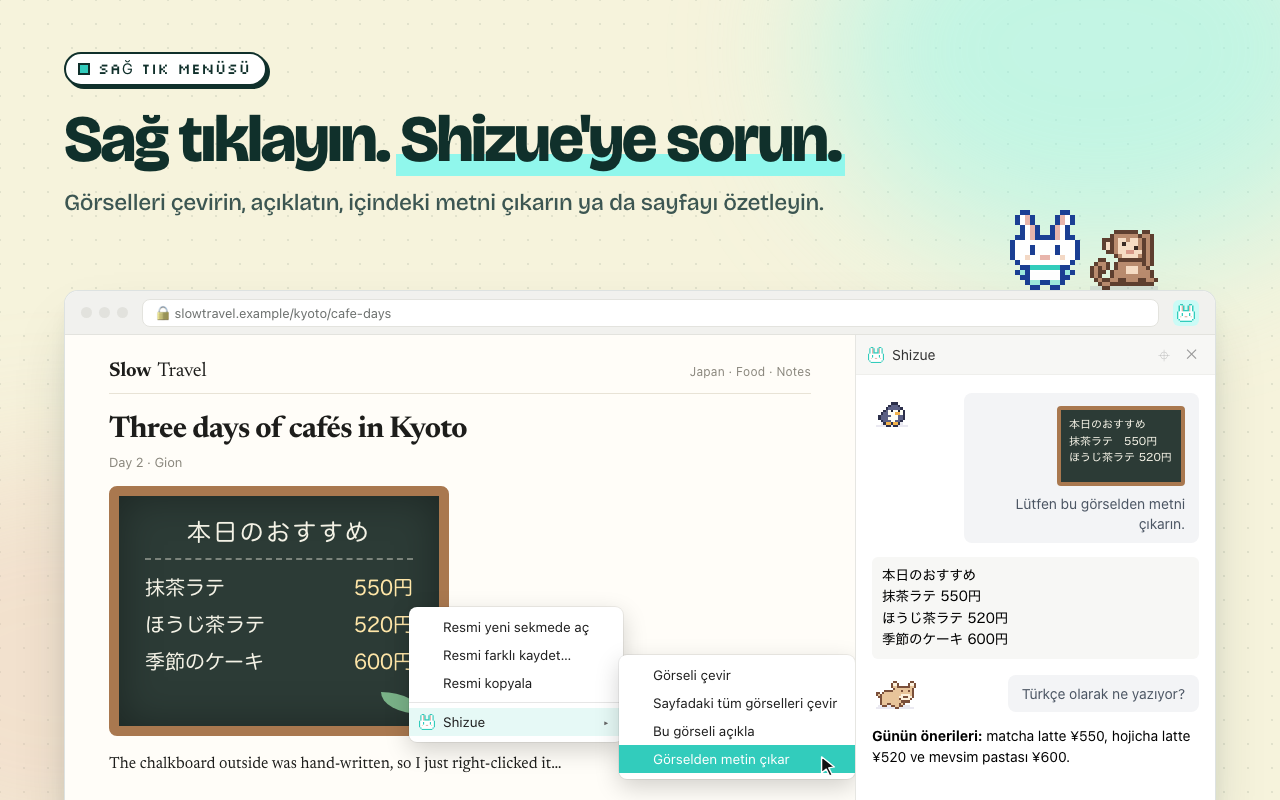 SAĞ TIK MENÜSÜ
Sağ tıklayın. Shizue'ye sorun.
Görselleri çevirin, açıklatın, içindeki metni çıkarın ya da sayfayı özetleyin.
slowtravel.example/kyoto/cafe-days
Slow Travel
Japan · Food · Notes
Three days of cafés in Kyoto
Day 2 · Gion
本日のおすすめ
抹茶ラテ 550円
ほうじ茶ラテ 520円
季節のケーキ 600円
The chalkboard outside was hand-written, so I just right-clicked it…
Resmi yeni sekmede aç
Resmi farklı kaydet…
Resmi kopyala
Shizue
Görseli çevir
Sayfadaki tüm görselleri çevir
Bu görseli açıkla
Görselden metin çıkar
Shizue
本日のおすすめ
抹茶ラテ 550円
ほうじ茶ラテ 520円
Lütfen bu görselden metni
çıkarın.
本日のおすすめ
抹茶ラテ 550円
ほうじ茶ラテ 520円
季節のケーキ 600円
Türkçe olarak ne yazıyor?
Günün önerileri: matcha latte ¥550, hojicha latte
¥520 ve mevsim pastası ¥600.